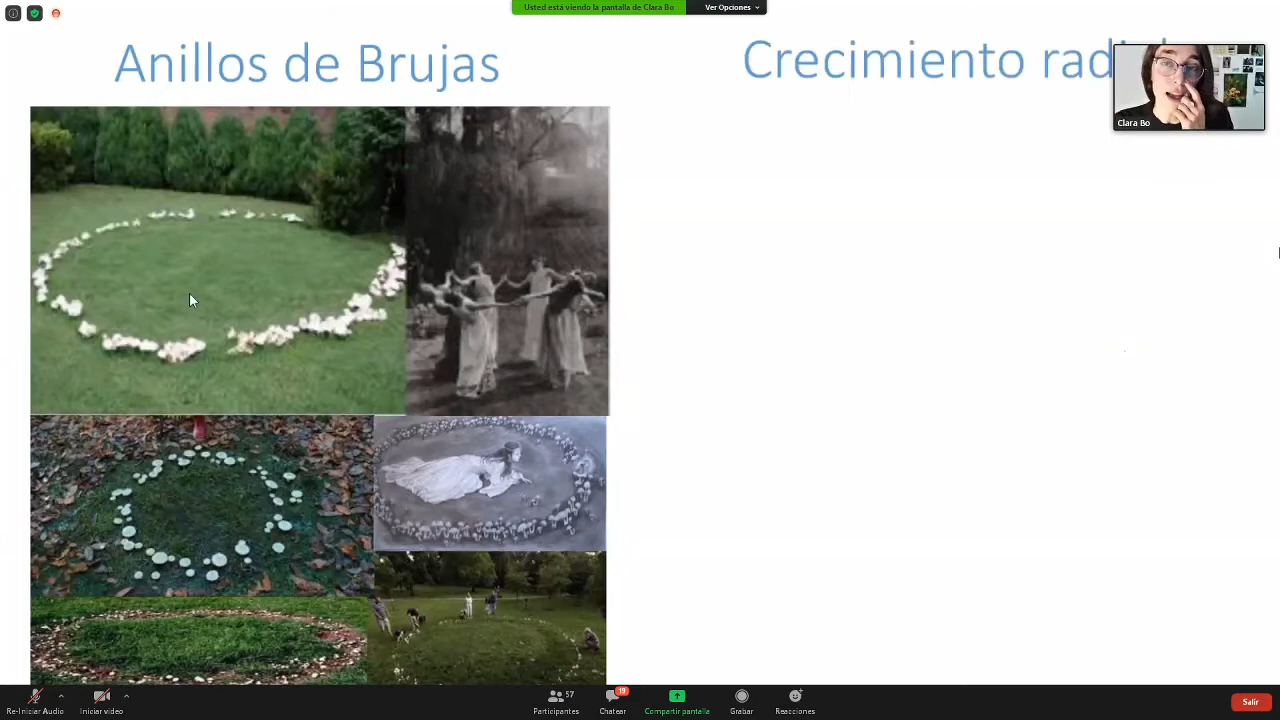 Usted está viendo la pantalla de Clara Bo
Ver Opciones
Anillos de Brujas
Crecimiento rad
Clara Bo
Re-Iniciar Audio
Iniciar video
57
Participantes
19
Chatear
Compartir pantalla
Grabar
Reacciones
Salir